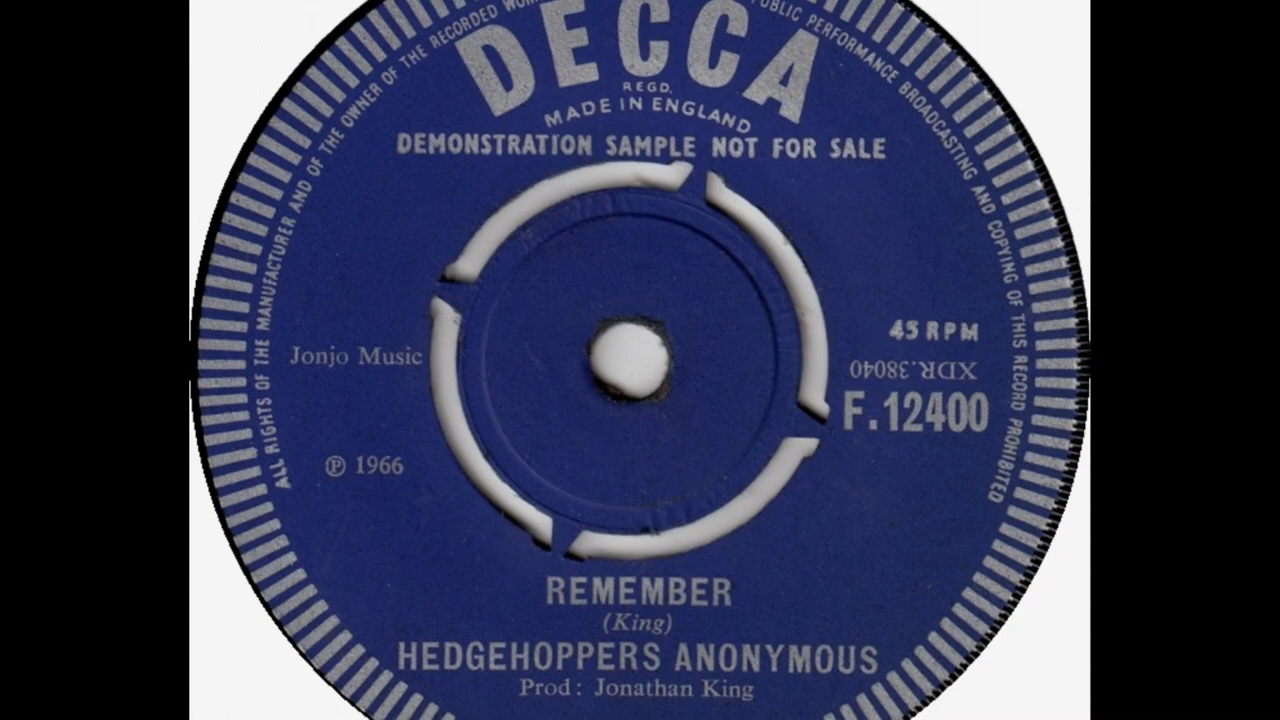 ALL RIGHTS OF THE MANUFACTURER AND OF THE OWNER OF THE RECORDED
PUBLIC PERFORMANCE BROADCASTING AND COPYING OF THIS RECORD PROHIBITED
DECCA
REGD.
MADE IN ENGLAND
DEMONSTRATION SAMPLE NOT FOR SALE
45 RPM
Jonjo Music
XDR.38040
F.12400
℗ 1966
REMEMBER
(King)
HEDGEHOPPERS ANONYMOUS
Prod: Jonathan King